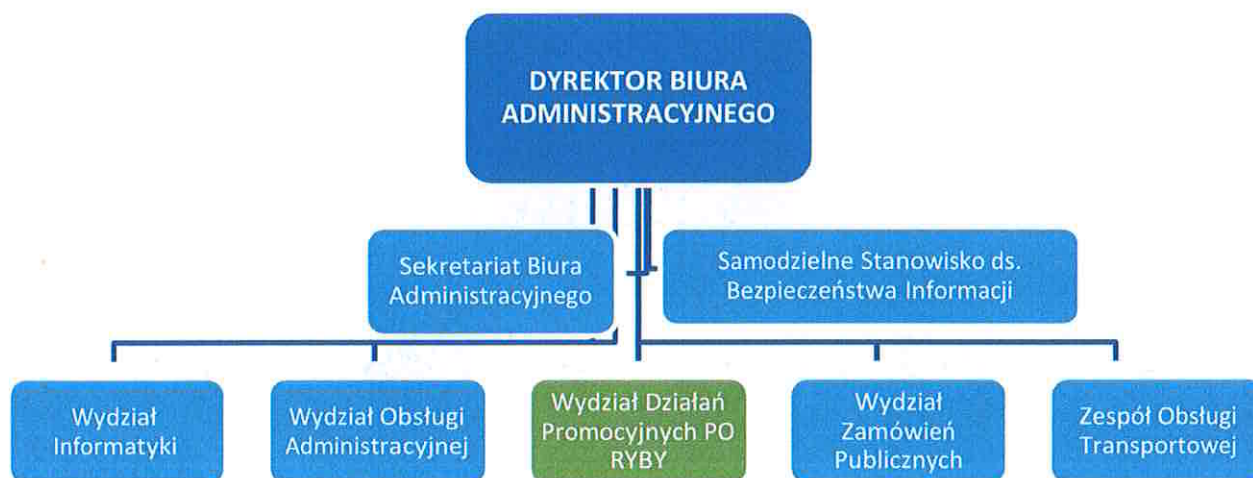 DYREKTOR BIURA
ADMINISTRACYJNEGO
Sekretariat Biura
Administracyjnego
Samodzielne Stanowisko ds.
Bezpieczeństwa Informacji
Wydział
Informatyki
Wydział Obsługi
Administracyjnej
Wydział Działań
Promocyjnych PO
RYBY
Wydział
Zamówień
Publicznych
Zespół Obsługi
Transportowej